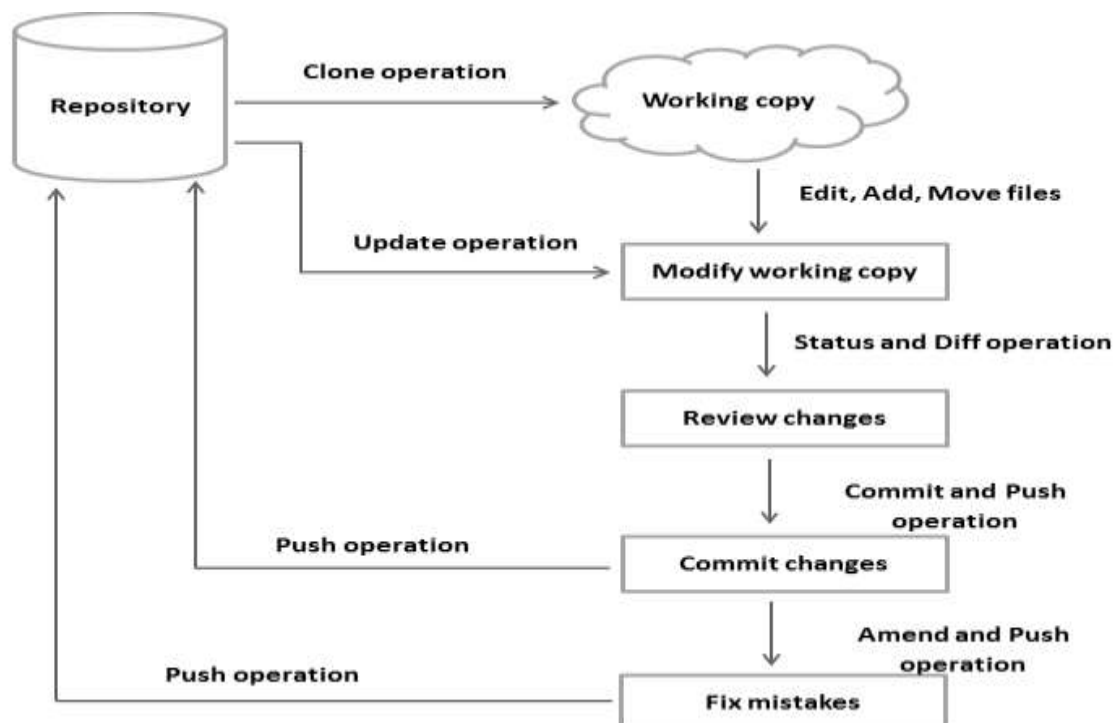 Clone operation
Repository
Working copy
Edit, Add, Move files
Update operation
Modify working copy
Status and Diff operation
Review changes
Commit and Push
operation
Push operation
Commit changes
Amend and Push
operation
Push operation
Fix mistakes